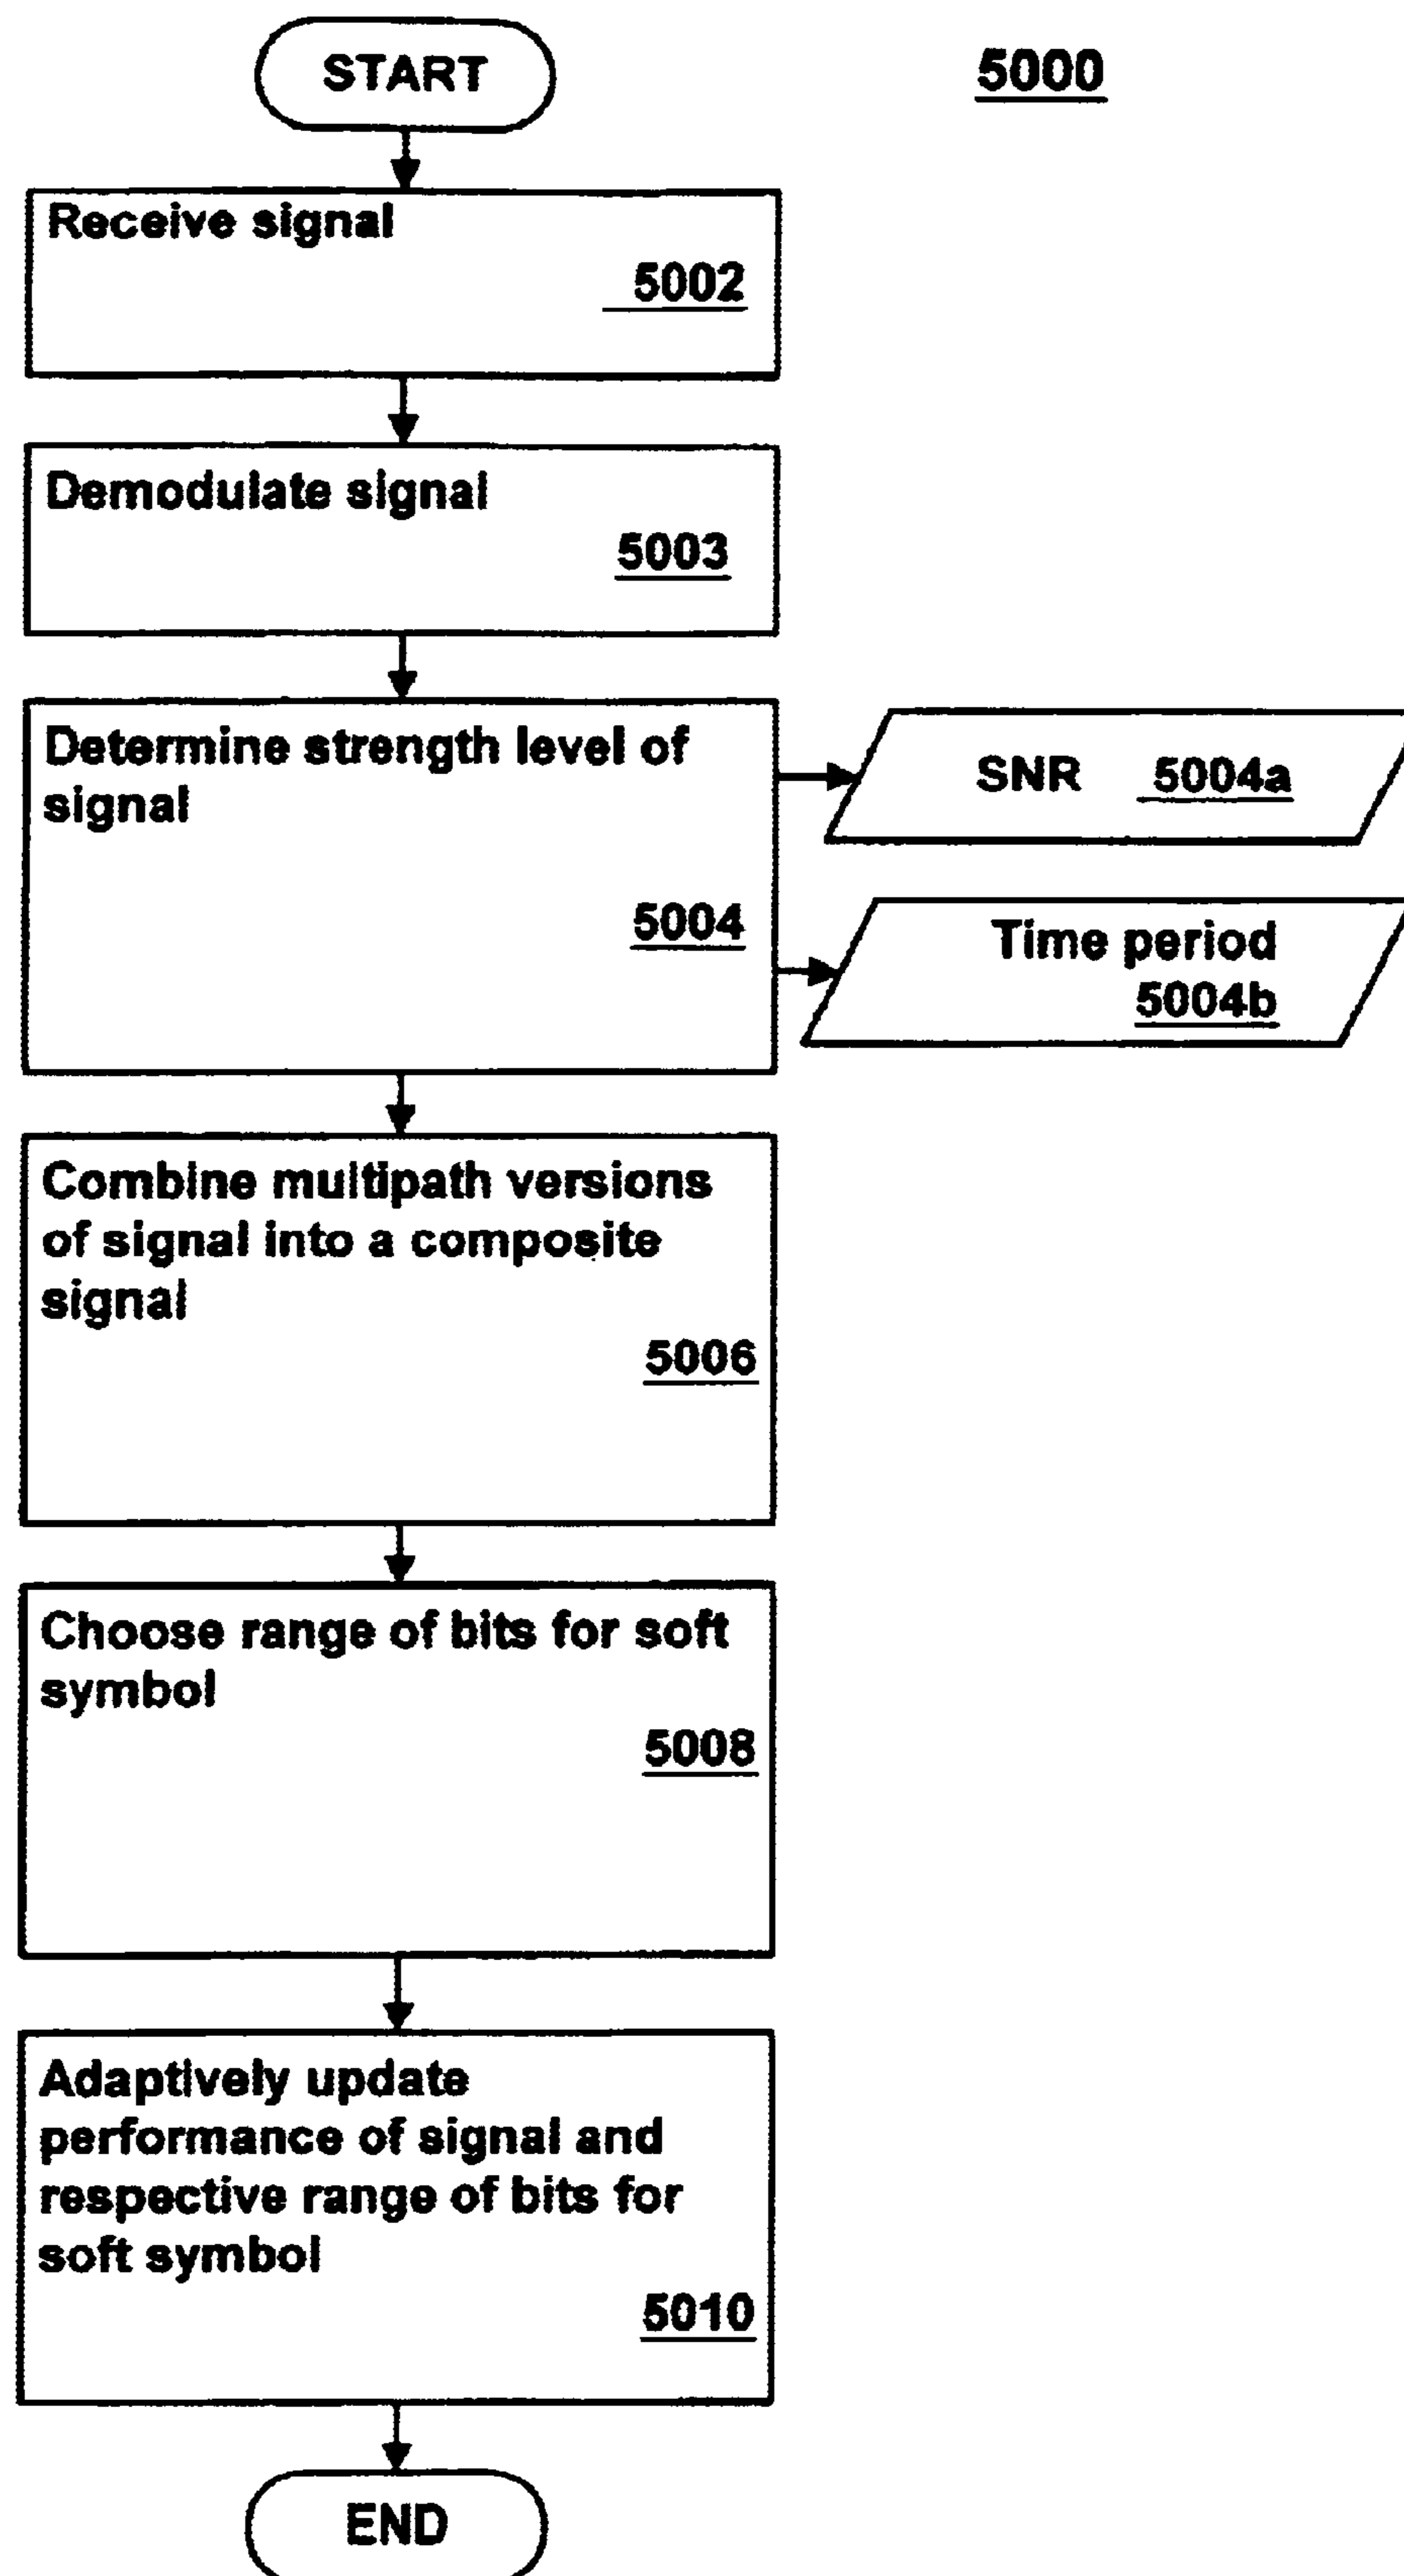 START
5000
Receive signal
5002
Demodulate signal
5003
Determine strength level of
signal
5004
SNR 5004a
Time period
5004b
Combine multipath versions
of signal into a composite
signal
5006
Choose range of bits for soft
symbol
5008
Adaptively update
performance of signal and
respective range of bits for
soft symbol
5010
END